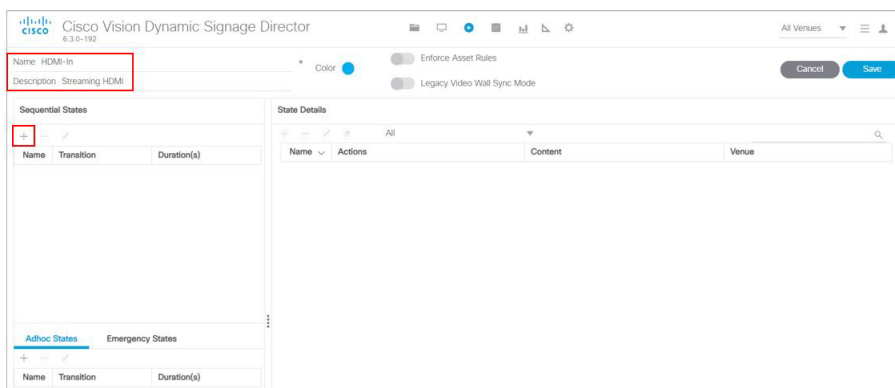 CISCO Cisco Vision Dynamic Signage Director
6.3.0-192
All Venues
Name HDMI-In *
Description Streaming HDMI
Color
Enforce Asset Rules
Legacy Video Wall Sync Mode
Cancel Save
Sequential States
Name Transition Duration(s)
State Details
All
Name Actions Content Venue
Adhoc States Emergency States
Name Transition Duration(s)